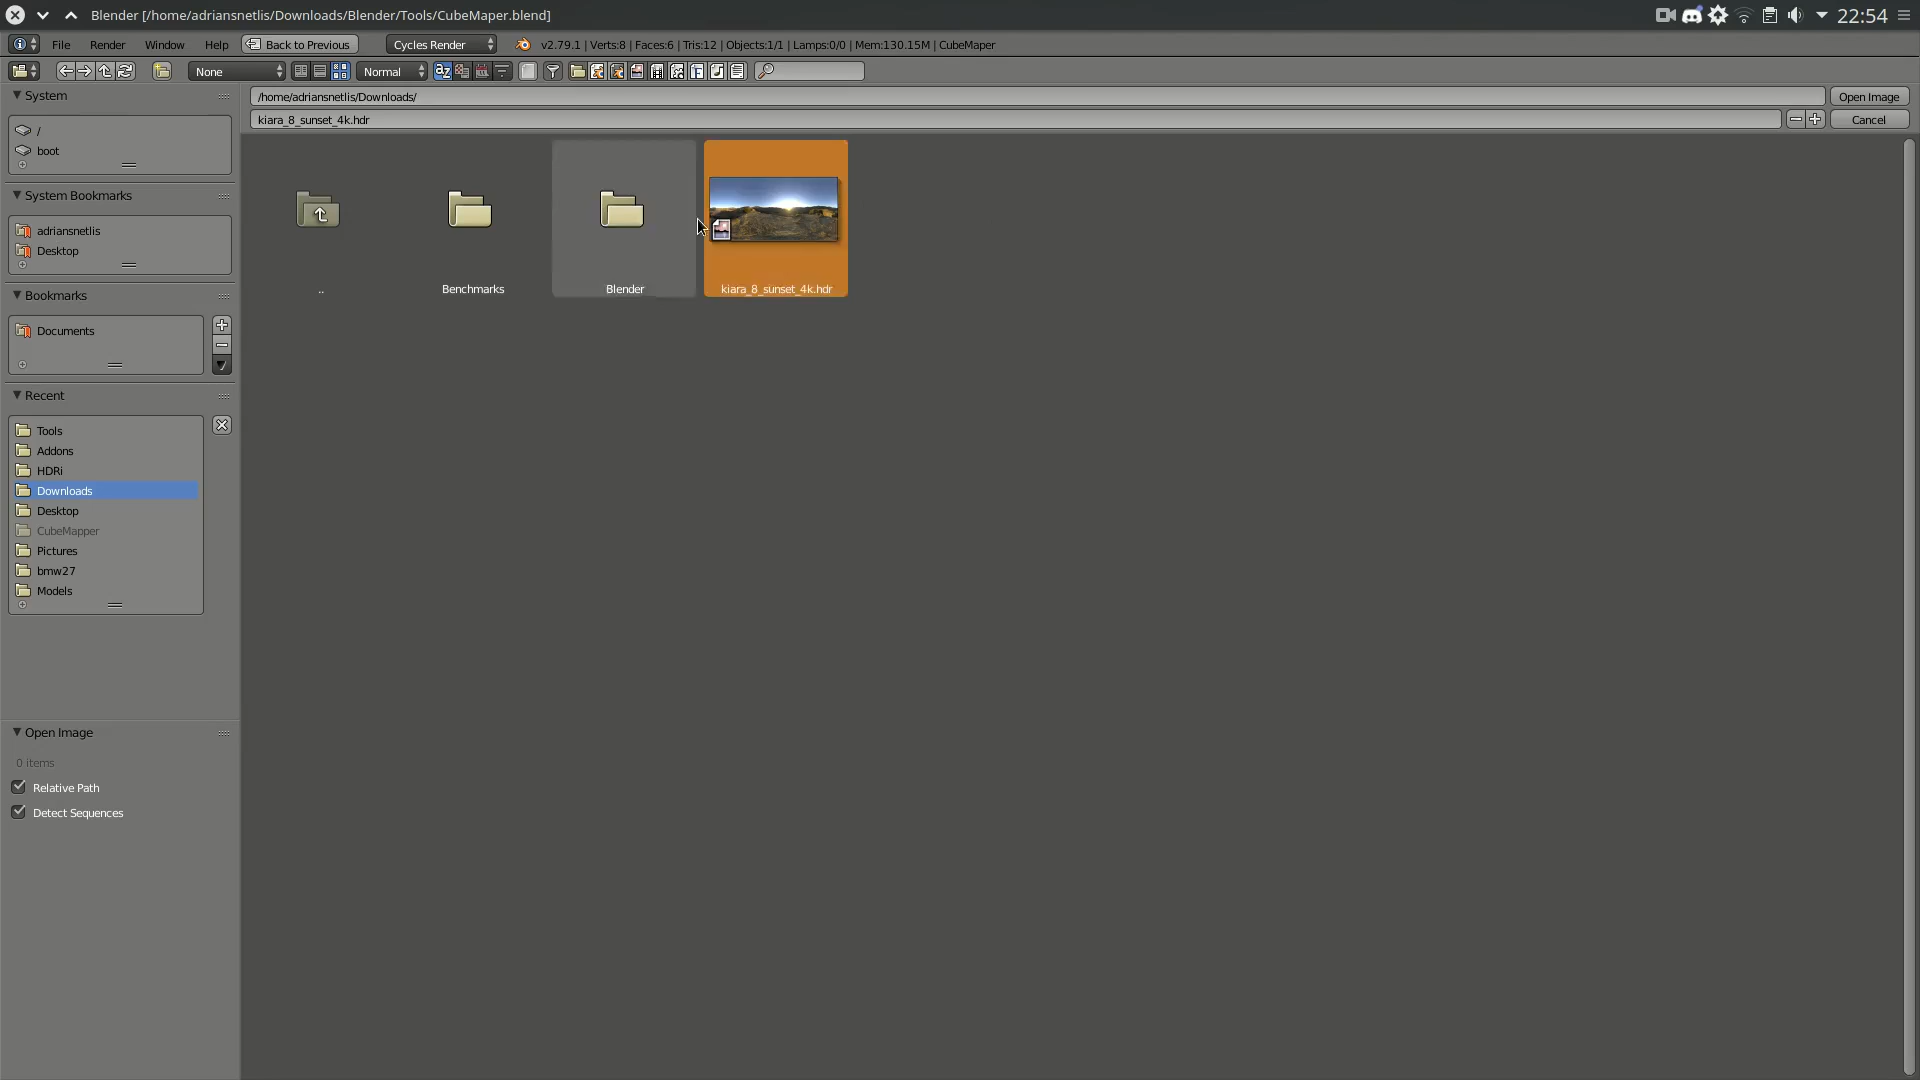 Blender [/home/adriansnetlis/Downloads/Blender/Tools/CubeMaper.blend]
22:54
File Render Window Help Back to Previous Cycles Render v2.79.1 | Verts:8 | Faces:6 | Tris:12 | Objects:1/1 | Lamps:0/0 | Mem:130.15M | CubeMaper
None Normal
System
/home/adriansnetlis/Downloads/
Open Image
kiara_8_sunset_4k.hdr
Cancel
/
boot
System Bookmarks
adriansnetlis
Desktop
..
Benchmarks
Blender
kiara_8_sunset_4k.hdr
Bookmarks
Documents
Recent
Tools
Addons
HDRi
Downloads
Desktop
CubeMapper
Pictures
bmw27
Models
Open Image
0 items
Relative Path
Detect Sequences